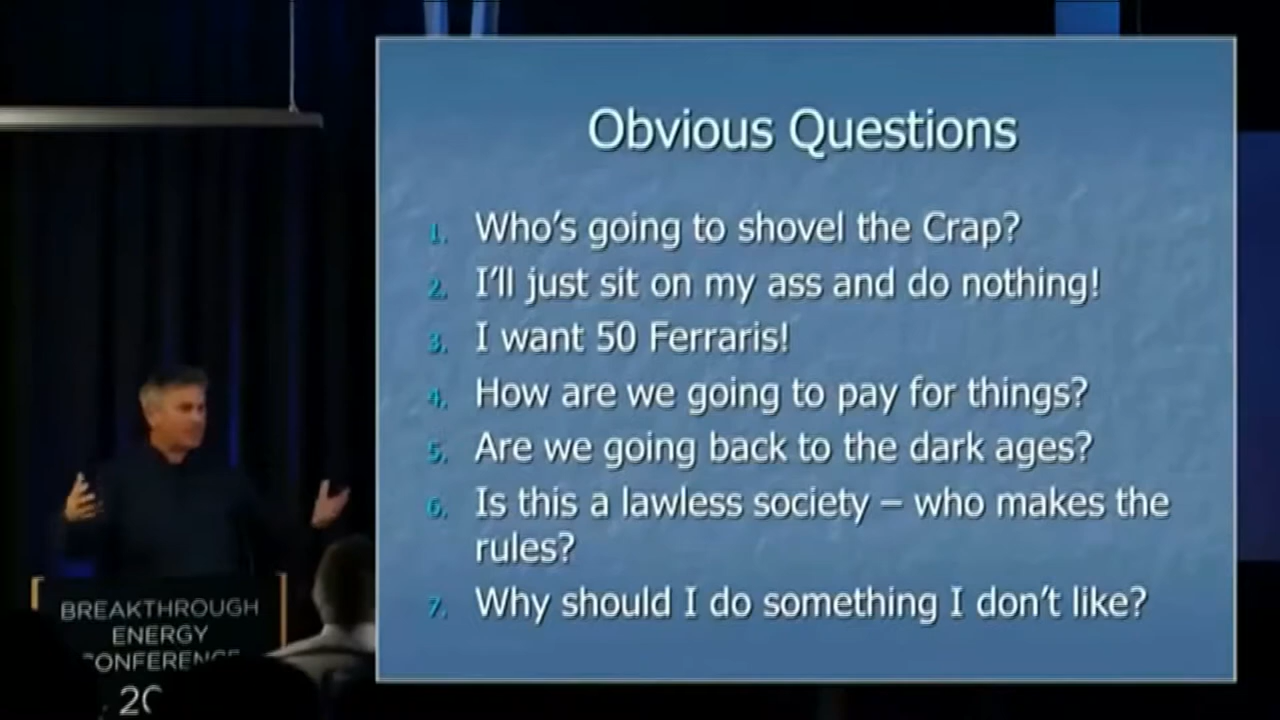 Obvious Questions
1. Who's going to shovel the Crap?
2. I'll just sit on my ass and do nothing!
3. I want 50 Ferraris!
4. How are we going to pay for things?
5. Are we going back to the dark ages?
6. Is this a lawless society – who makes the
rules?
7. Why should I do something I don't like?
BREAKTHROUGH
ENERGY
CONFERENCE